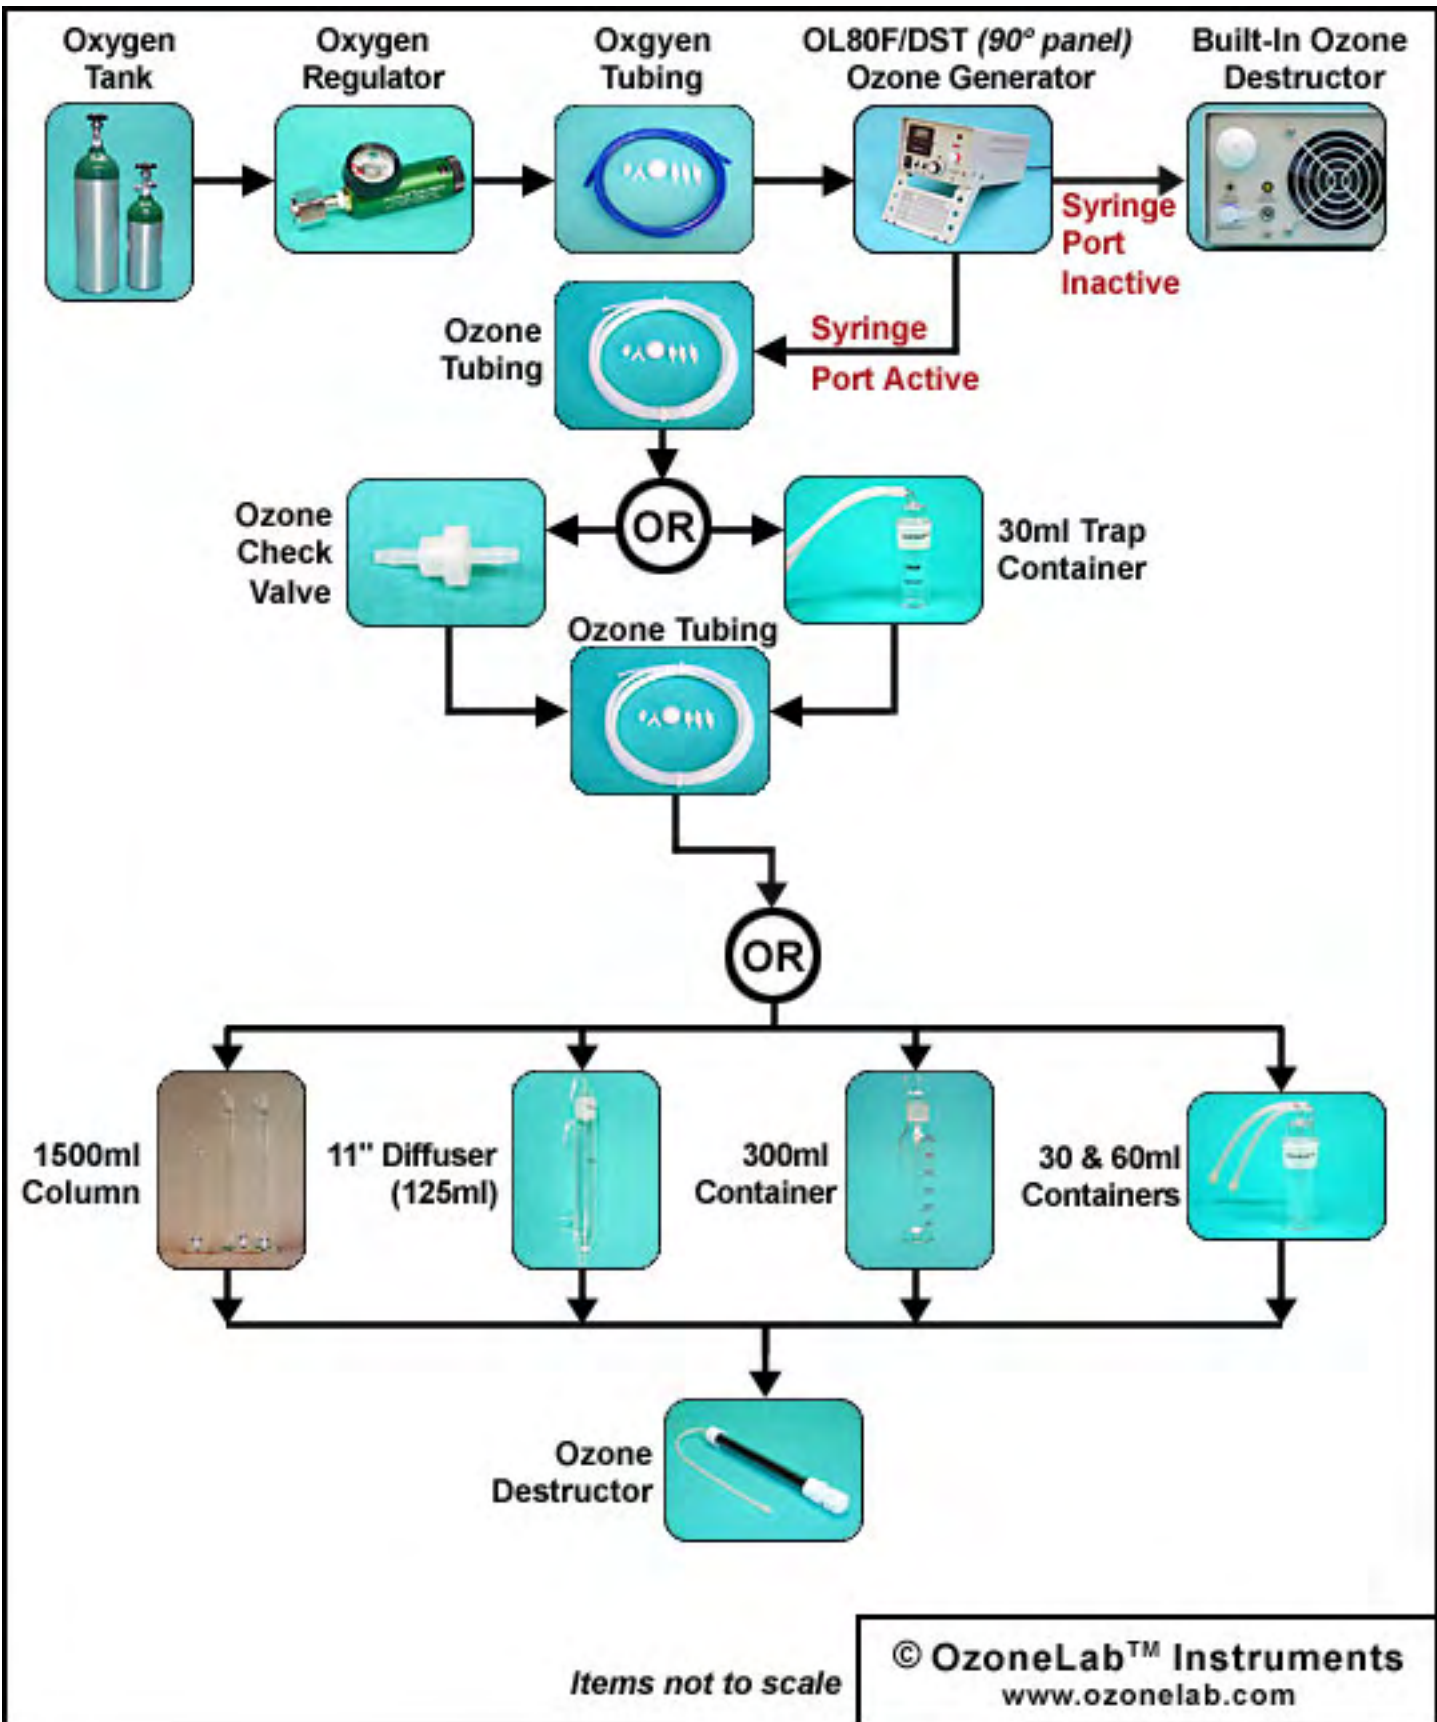 Oxygen
Tank
Oxygen
Regulator
Oxgyen
Tubing
OL80F/DST (90° panel)
Ozone Generator
Built-In Ozone
Destructor
Syringe
Port
Inactive
Syringe
Port Active
Ozone
Tubing
OR
Ozone
Check
Valve
30ml Trap
Container
Ozone Tubing
OR
1500ml
Column
11" Diffuser
(125ml)
300ml
Container
30 & 60ml
Containers
Ozone
Destructor
Items not to scale
© OzoneLab™ Instruments
www.ozonelab.com